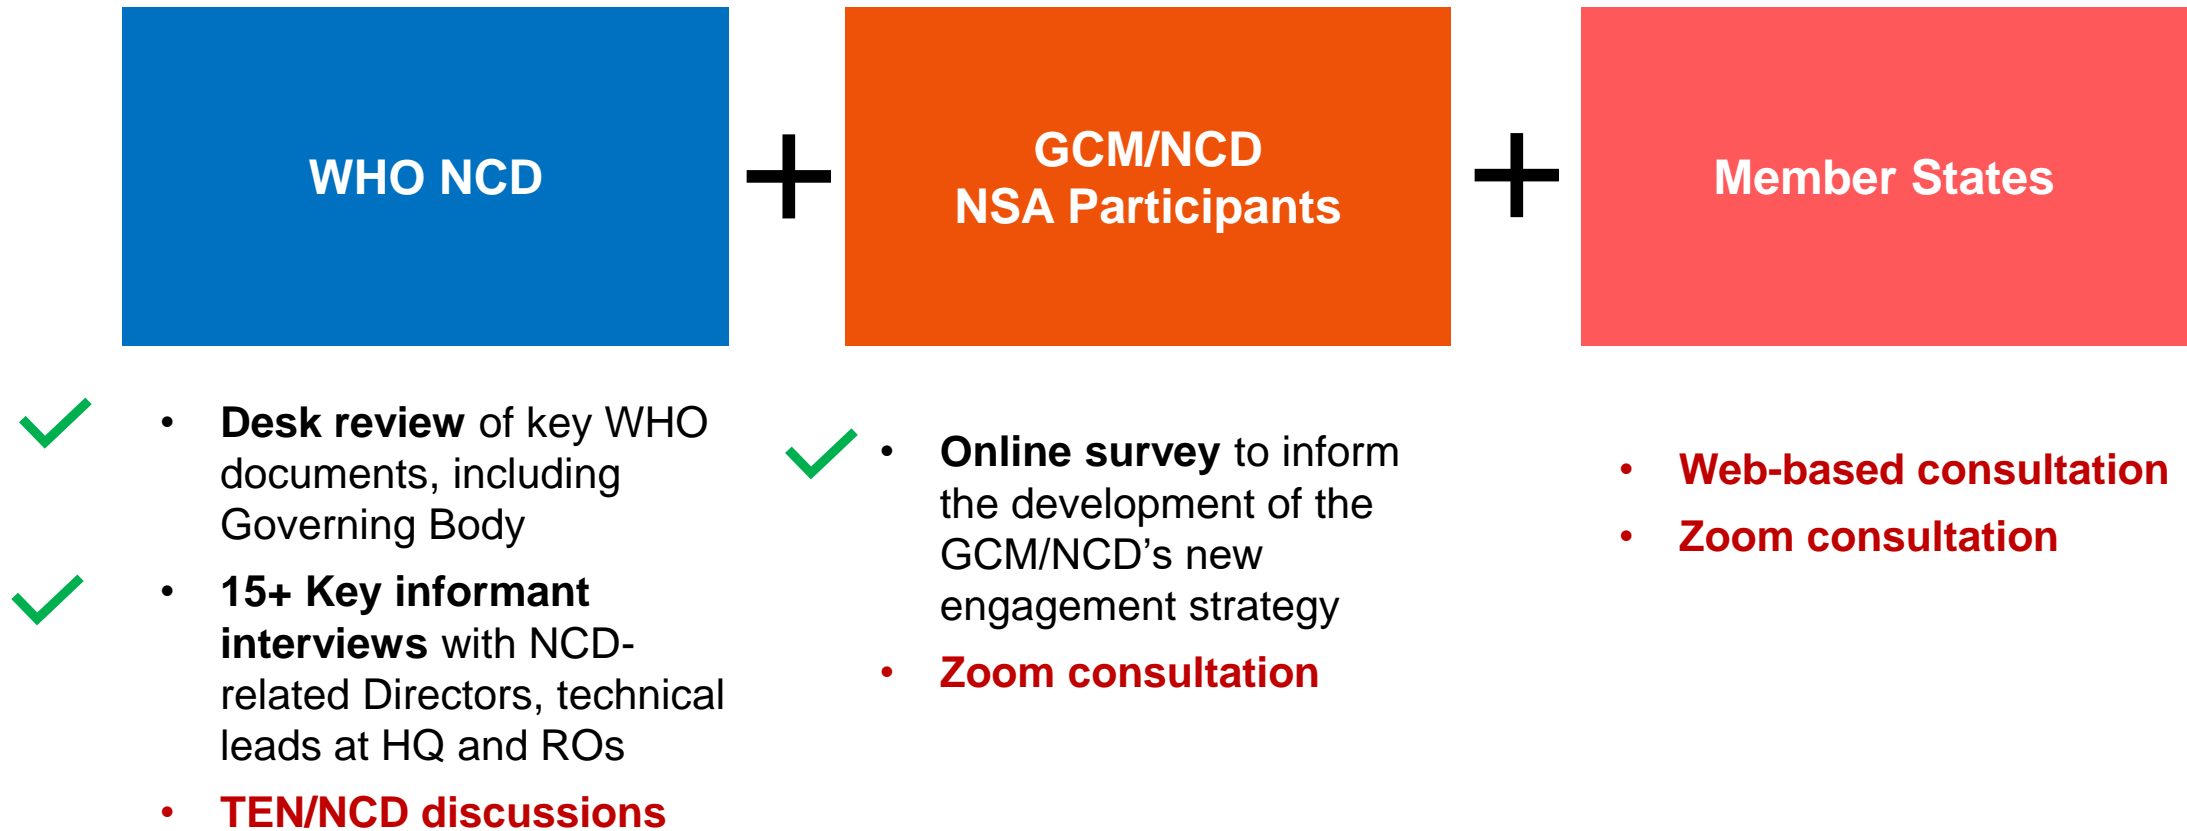 WHO NCD
GCM/NCD
NSA Participants
Member States
• Desk review of key WHO
documents, including
Governing Body
• 15+ Key informant
interviews with NCD-
related Directors, technical
leads at HQ and ROs
• TEN/NCD discussions
• Online survey to inform
the development of the
GCM/NCD’s new
engagement strategy
• Zoom consultation
• Web-based consultation
• Zoom consultation